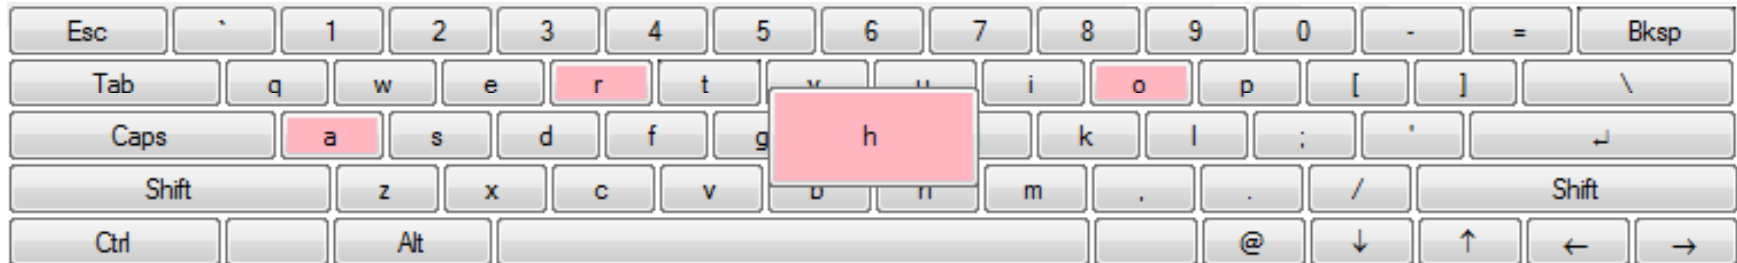 Esc ` 1 2 3 4 5 6 7 8 9 0 - = Bksp
Tab q w e r t y u i o p [ ] \
Caps a s d f g h k l ; ' ↵
Shift z x c v b n m , . / Shift
Ctrl Alt @ ↓ ↑ ← →